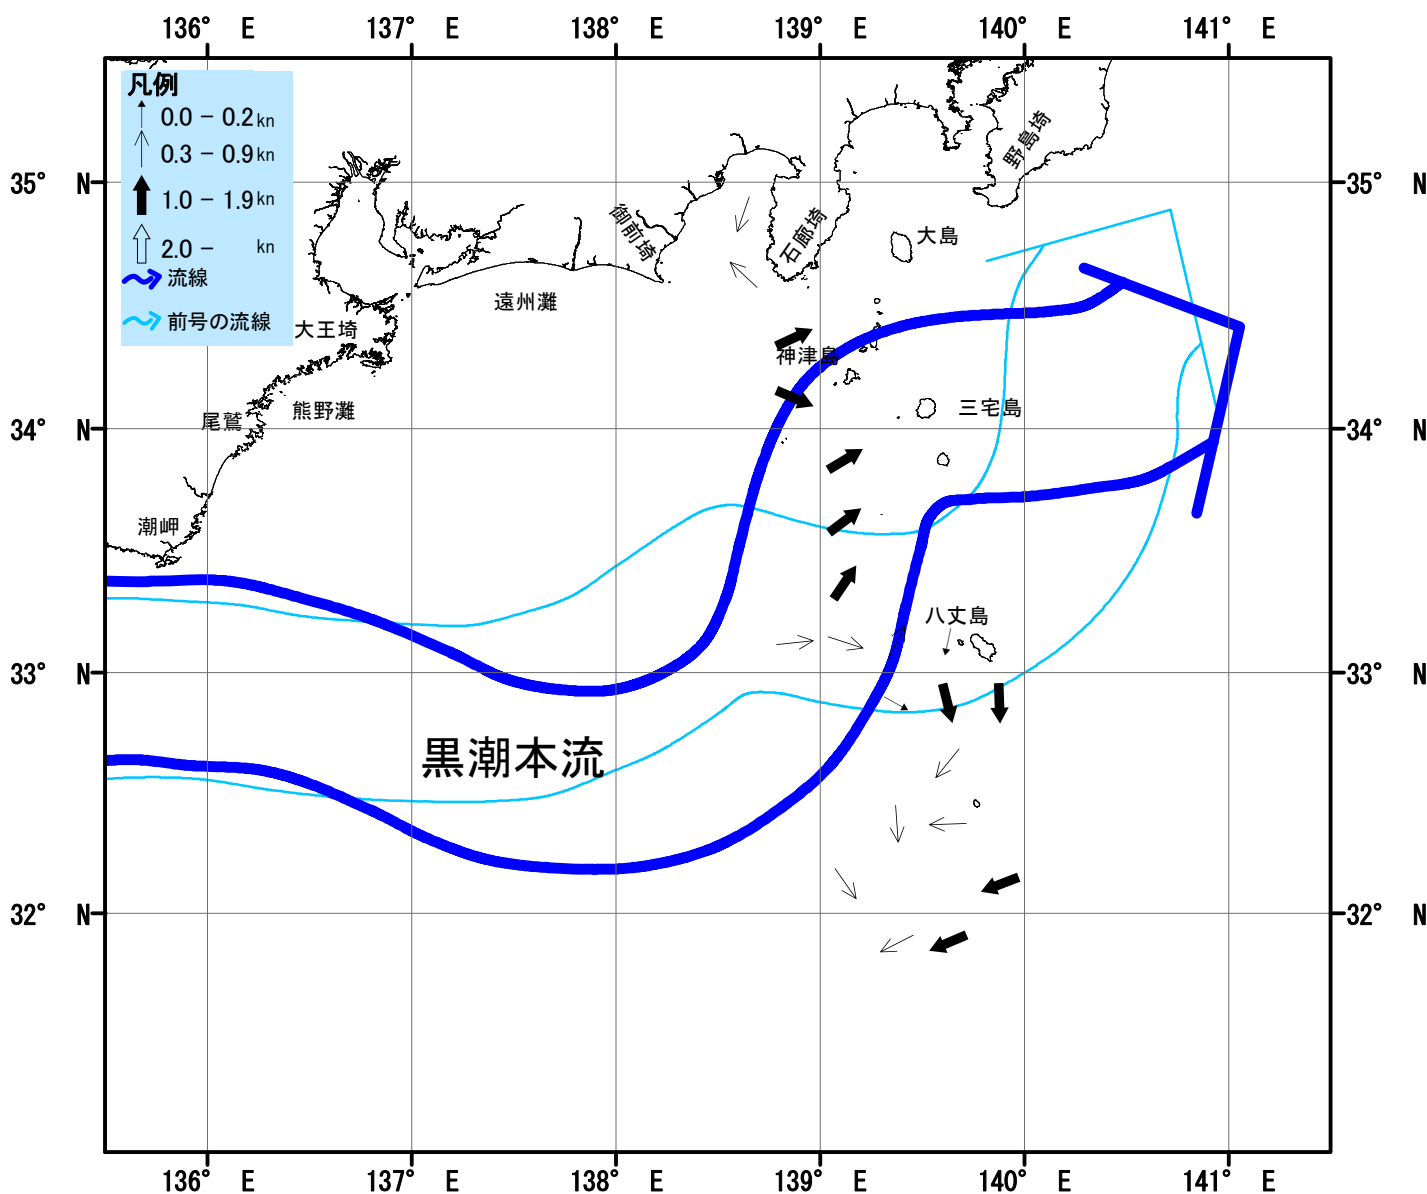 136° E 137° E 138° E 139° E 140° E 141° E
凡例
0.0 − 0.2 kn
0.3 − 0.9 kn
1.0 − 1.9 kn
2.0 − kn
流線
前号の流線
野島埼
35° N
35° N
御前埼
石廊埼
大島
遠州灘
大王埼
神津島
熊野灘
三宅島
尾鷲
34° N
34° N
潮岬
八丈島
33° N
33° N
黒潮本流
32° N
32° N
136° E 137° E 138° E 139° E 140° E 141° E